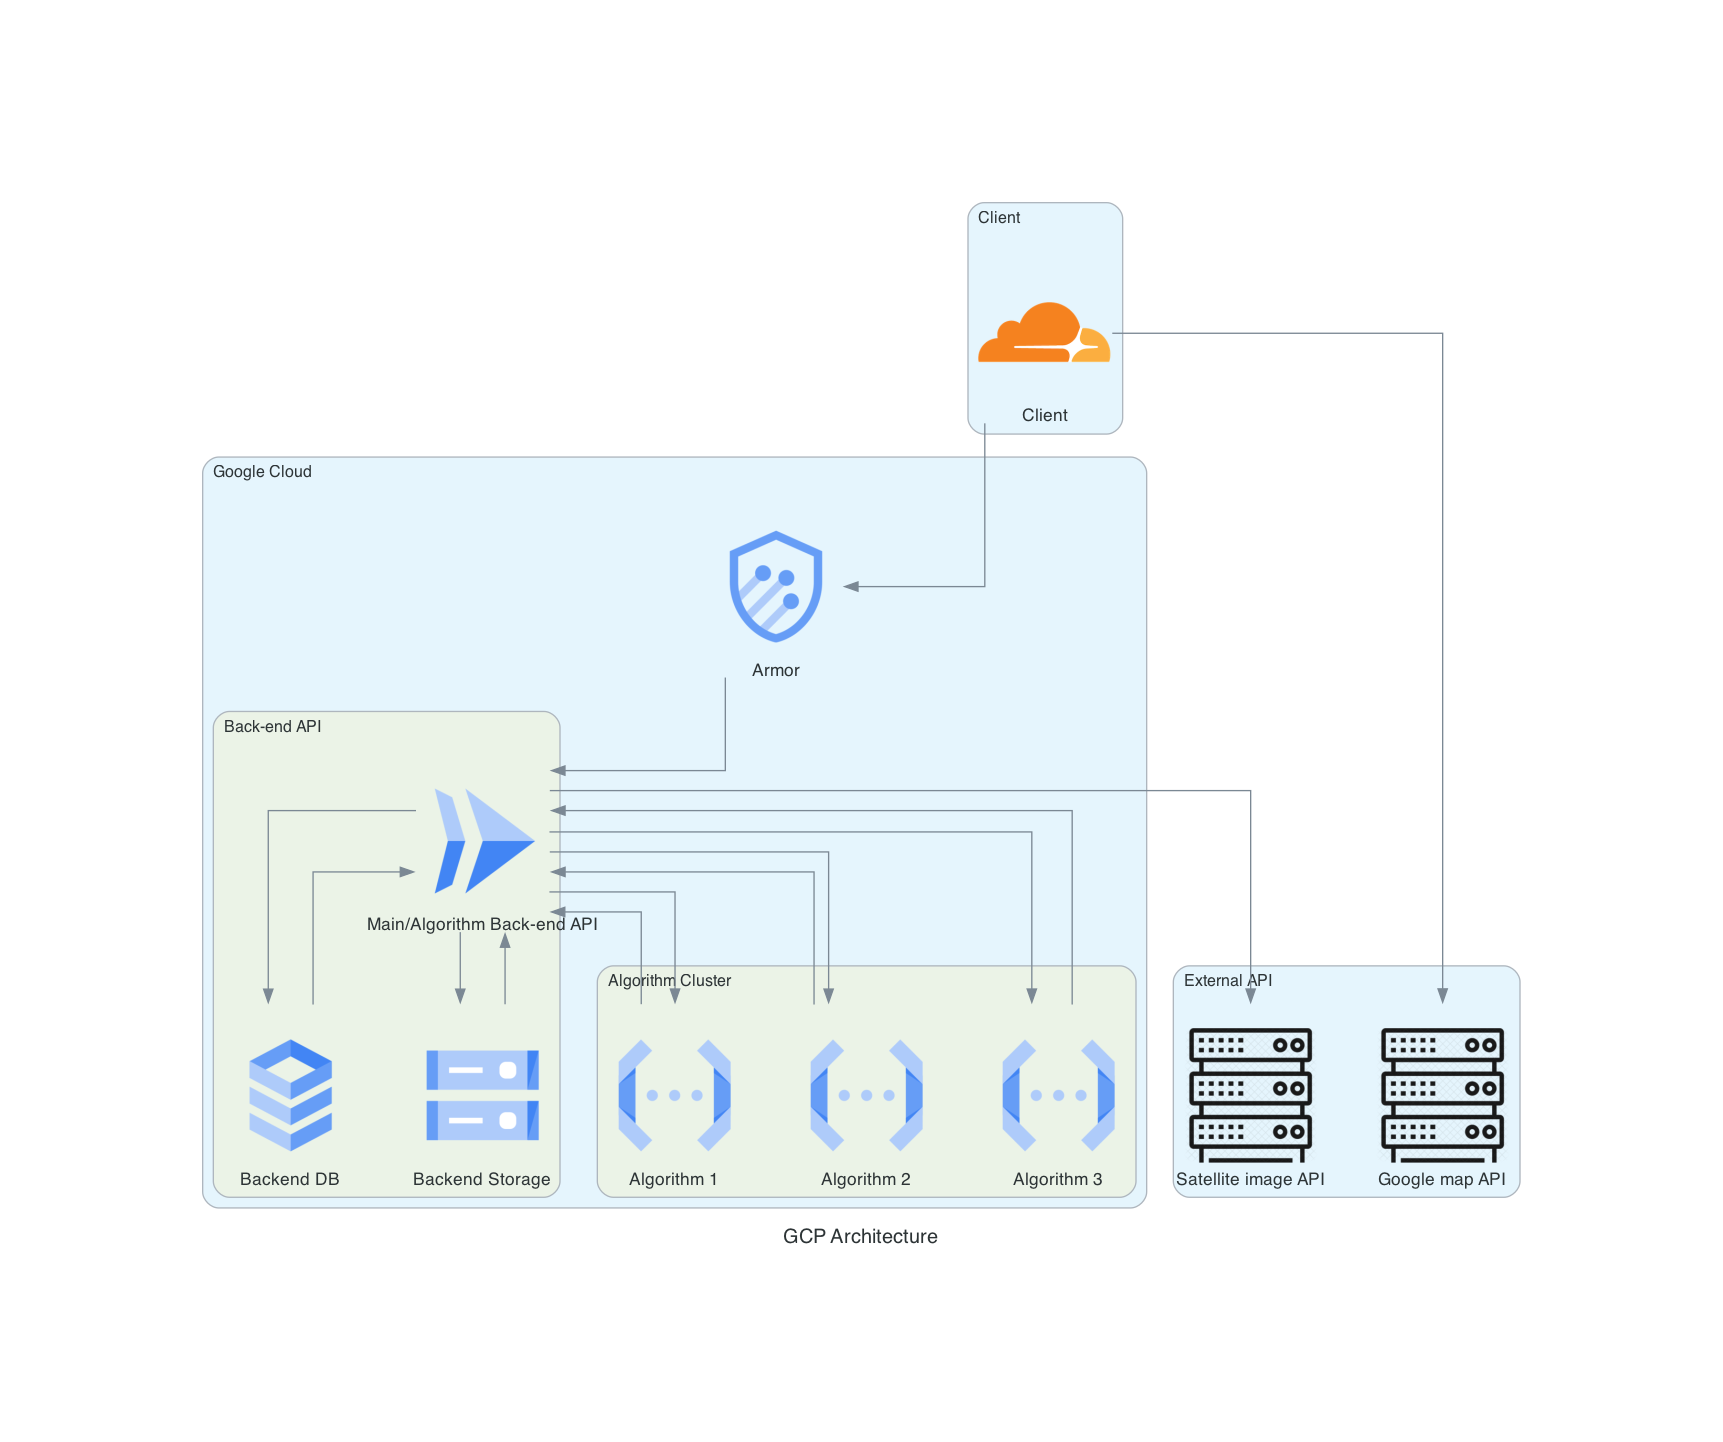 Client
Client
Google Cloud
Armor
Back-end API
Main/Algorithm Back-end API
Algorithm Cluster
External API
Backend DB
Backend Storage
Algorithm 1
Algorithm 2
Algorithm 3
Satellite image API
Google map API
GCP Architecture